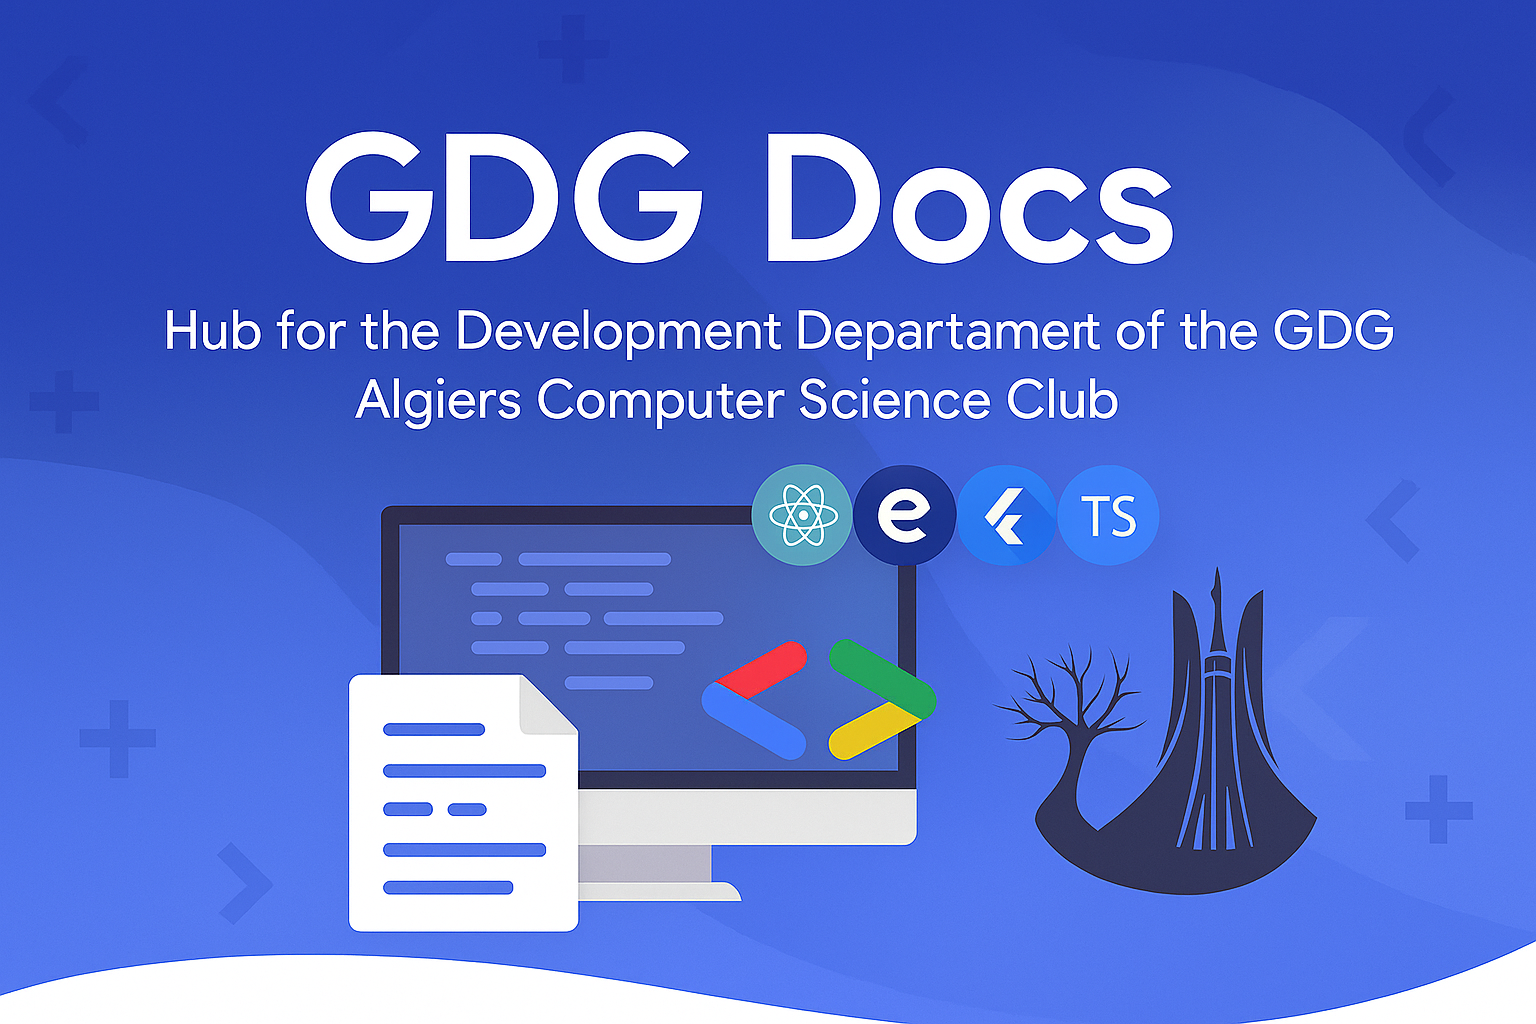 GDG Docs
Hub for the Development Departamert of the GDG
Algiers Computer Science Club
e
TS